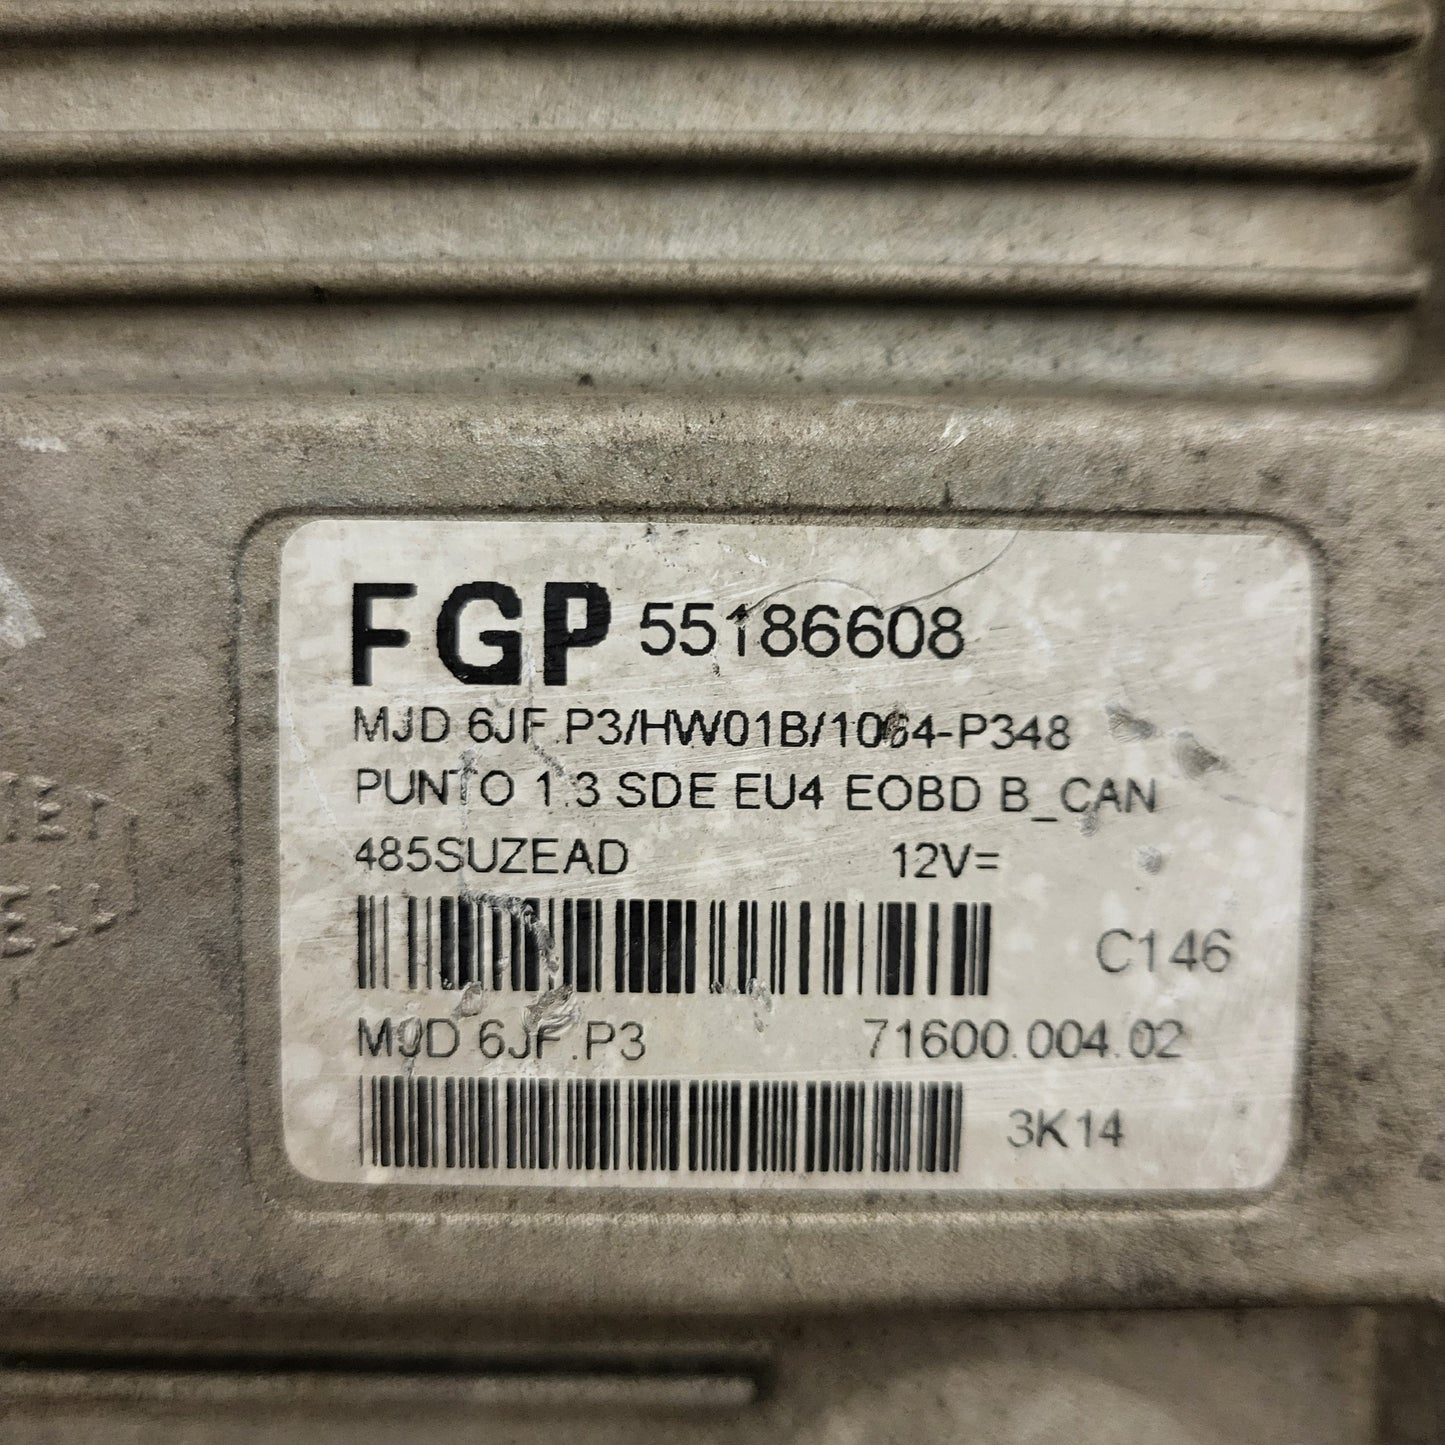 FGP 55186608
MJD 6JF.P3/HW01B/1064-P348
PUNTO 1.3 SDE EU4 EOBD B_CAN
485SUZEAD 12V=
C146
MJD 6JF.P3 71600.004.02
3K14